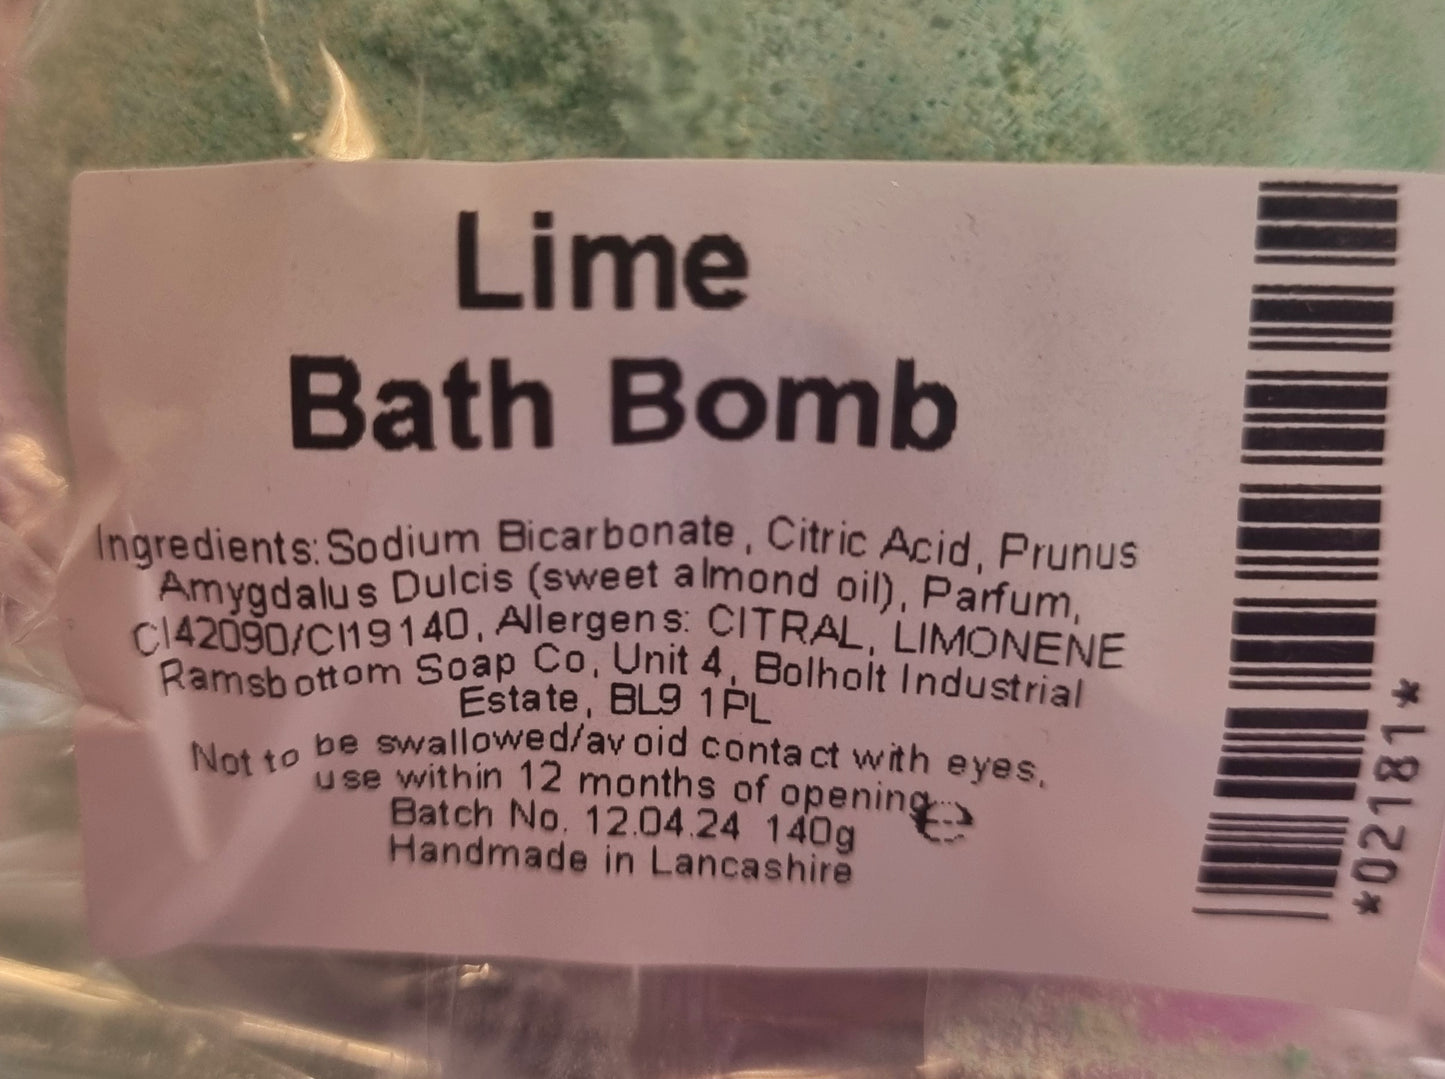 Lime
Bath Bomb
Ingredients: Sodium Bicarbonate, Citric Acid, Prunus
Amygdalus Dulcis (sweet almond oil), Parfum,
CI42090/CI19140, Allergens: CITRAL, LIMONENE
Ramsbottom Soap Co, Unit 4, Bolholt Industrial
Estate, BL9 1PL
Not to be swallowed/avoid contact with eyes,
use within 12 months of opening
Batch No. 12.04.24 140g
Handmade in Lancashire
*02181*